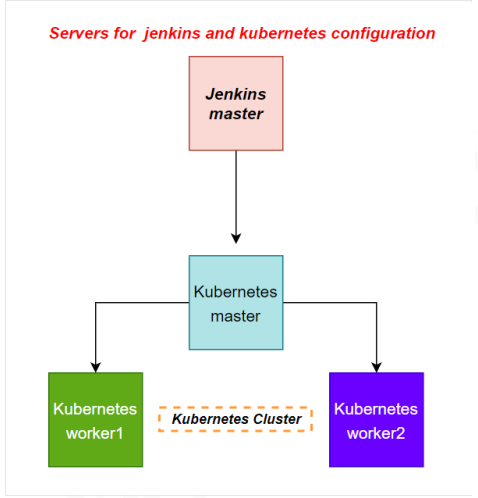 Servers for jenkins and kubernetes configuration
Jenkins
master
Kubernetes
master
Kubernetes
worker1
Kubernetes Cluster
Kubernetes
worker2